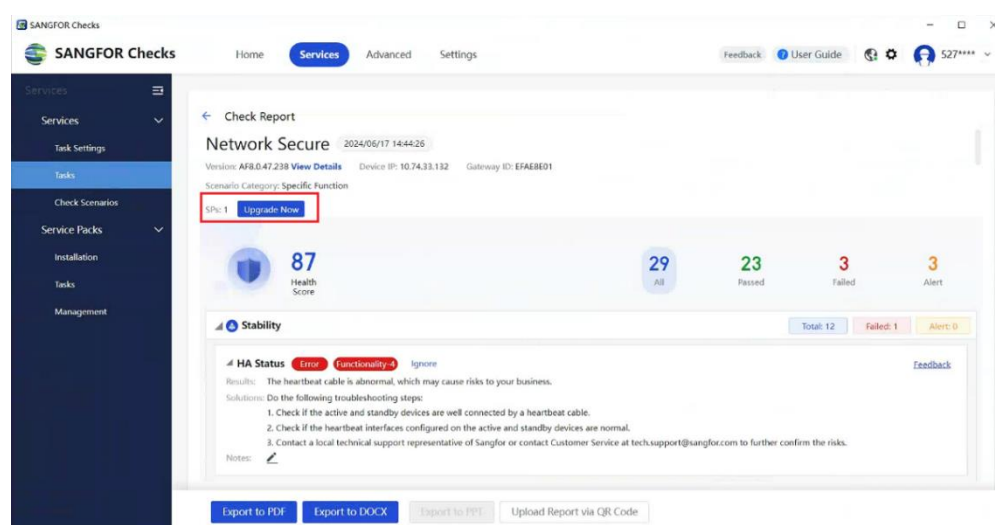 SANGFOR Checks
SANGFOR Checks Home Services Advanced Settings Feedback User Guide 527****
Services
Services
Task Settings
Tasks
Check Scenarios
Service Packs
Installation
Tasks
Management
Check Report
Network Secure 2024/06/17 14:44:26
Version: AF8.0.47.238 View Details Device IP: 10.74.33.132 Gateway ID: EFAE8E01
Scenario Category: Specific Function
SPs: 1 Upgrade Now
87 29 23 3 3
Health Score All Passed Failed Alert
Stability Total: 12 Failed: 1 Alert: 0
HA Status Error Functionality-4 Ignore Feedback
Results: The heartbeat cable is abnormal, which may cause risks to your business.
Solutions: Do the following troubleshooting steps:
1. Check if the active and standby devices are well connected by a heartbeat cable.
2. Check if the heartbeat interfaces configured on the active and standby devices are normal.
3. Contact a local technical support representative of Sangfor or contact Customer Service at tech.support@sangfor.com to further confirm the risks.
Notes:
Export to PDF Export to DOCX Export to PPT Upload Report via QR Code